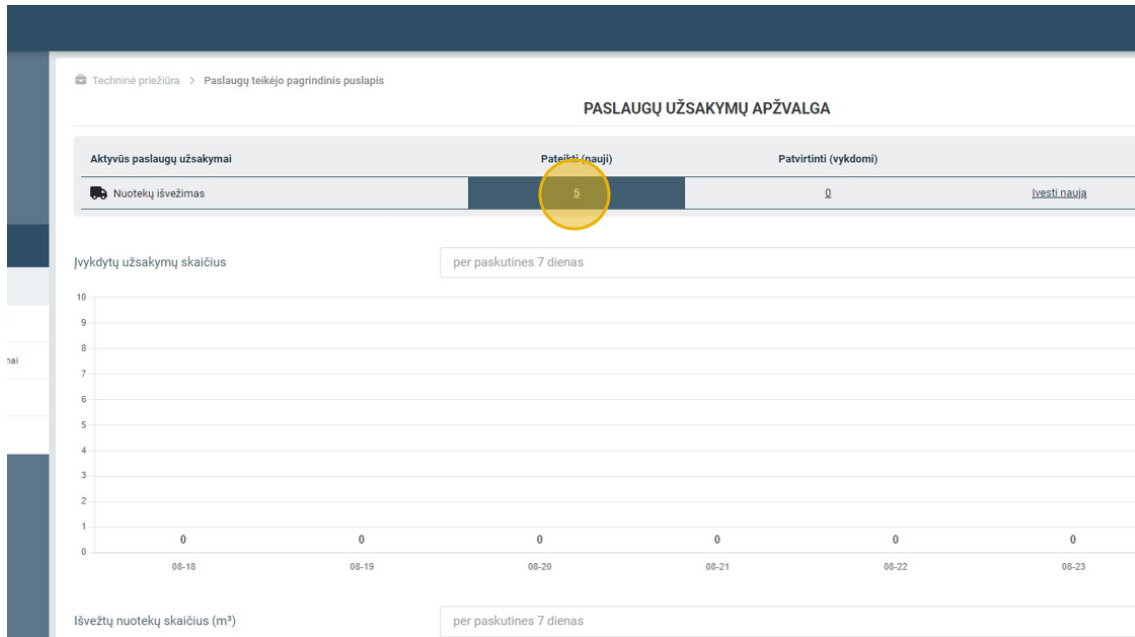 Techninė priežiūra > Paslaugų teikėjo pagrindinis puslapis
PASLAUGŲ UŽSAKYMŲ APŽVALGA
Aktyvūs paslaugų užsakymai Pateikti (nauji) Patvirtinti (vykdomi)
Nuotekų išvežimas 5 0 Įvesti naują
Įvykdytų užsakymų skaičius per paskutines 7 dienas
10
9
8
7
6
5
4
3
2
1
0 0 0 0 0 0
0
08-18 08-19 08-20 08-21 08-22 08-23
Išvežtų nuotekų skaičius (m³) per paskutines 7 dienas